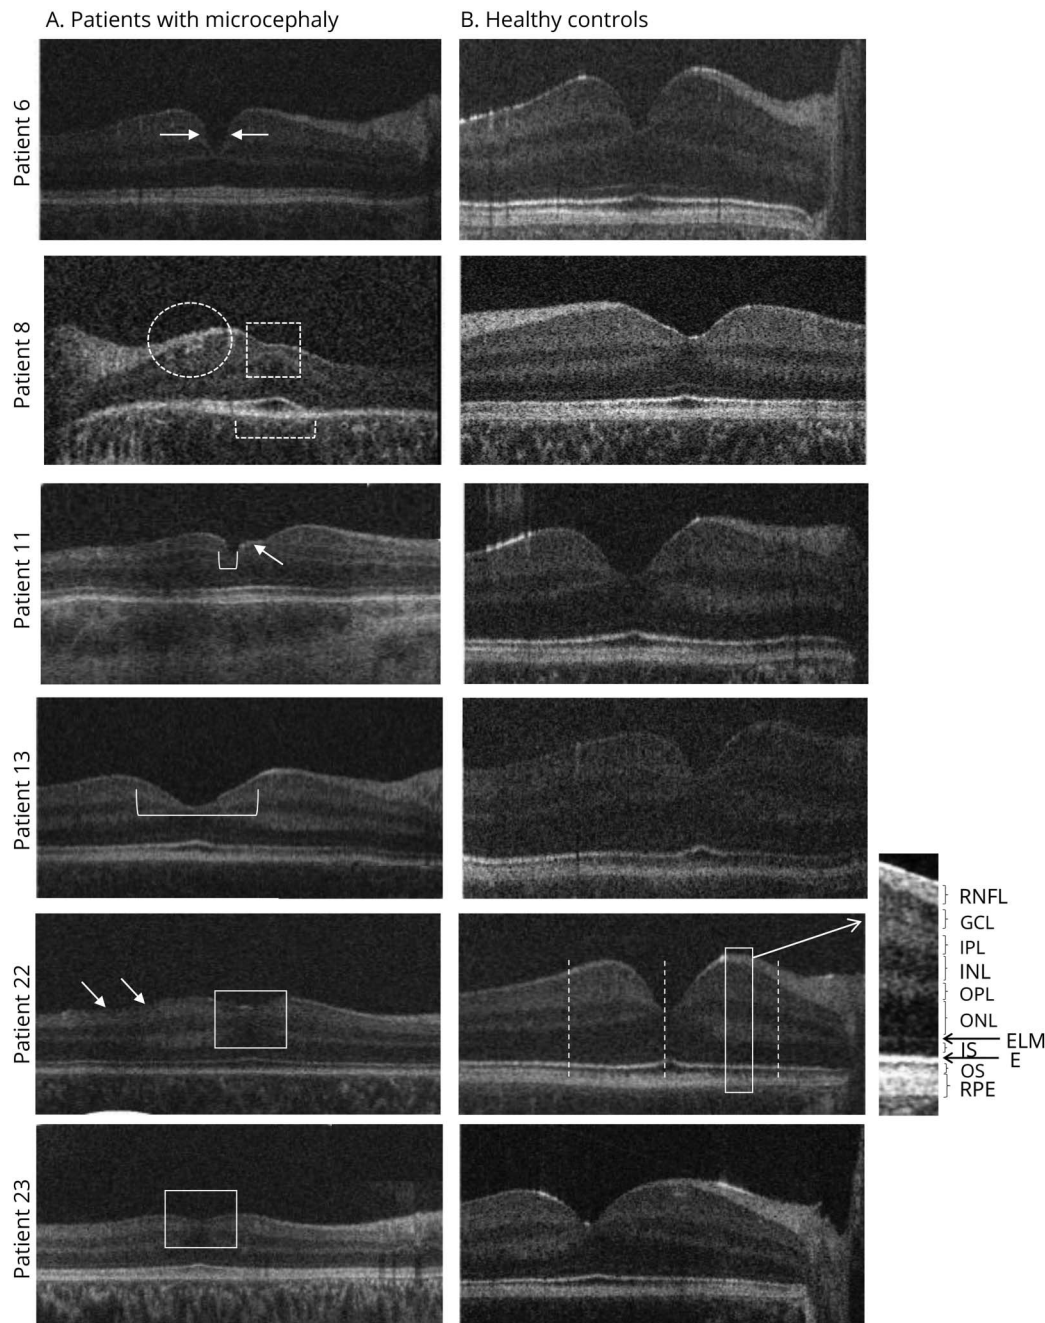 A. Patients with microcephaly
B. Healthy controls
Patient 6
Patient 8
Patient 11
Patient 13
Patient 22
RNFL
GCL
IPL
INL
OPL
ONL
ELM
IS
E
OS
RPE
Patient 23